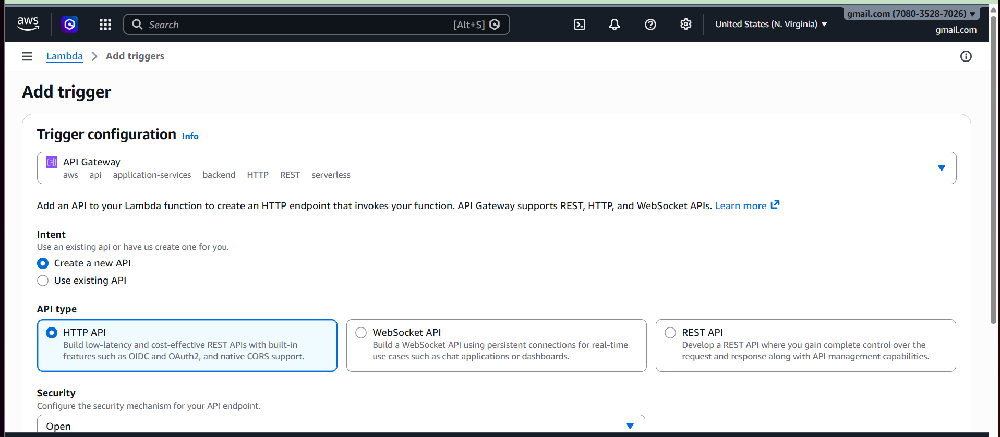 aws
Search [Alt+S]
United States (N. Virginia)
gmail.com (7080-3528-7026)
gmail.com
Lambda Add triggers
Add trigger
Trigger configuration Info
API Gateway
aws api application-services backend HTTP REST serverless
Add an API to your Lambda function to create an HTTP endpoint that invokes your function. API Gateway supports REST, HTTP, and WebSocket APIs. Learn more
Intent
Use an existing api or have us create one for you.
Create a new API
Use existing API
API type
HTTP API
Build low-latency and cost-effective REST APIs with built-in
features such as OIDC and OAuth2, and native CORS support.
WebSocket API
Build a WebSocket API using persistent connections for real-time
use cases such as chat applications or dashboards.
REST API
Develop a REST API where you gain complete control over the
request and response along with API management capabilities.
Security
Configure the security mechanism for your API endpoint.
Open